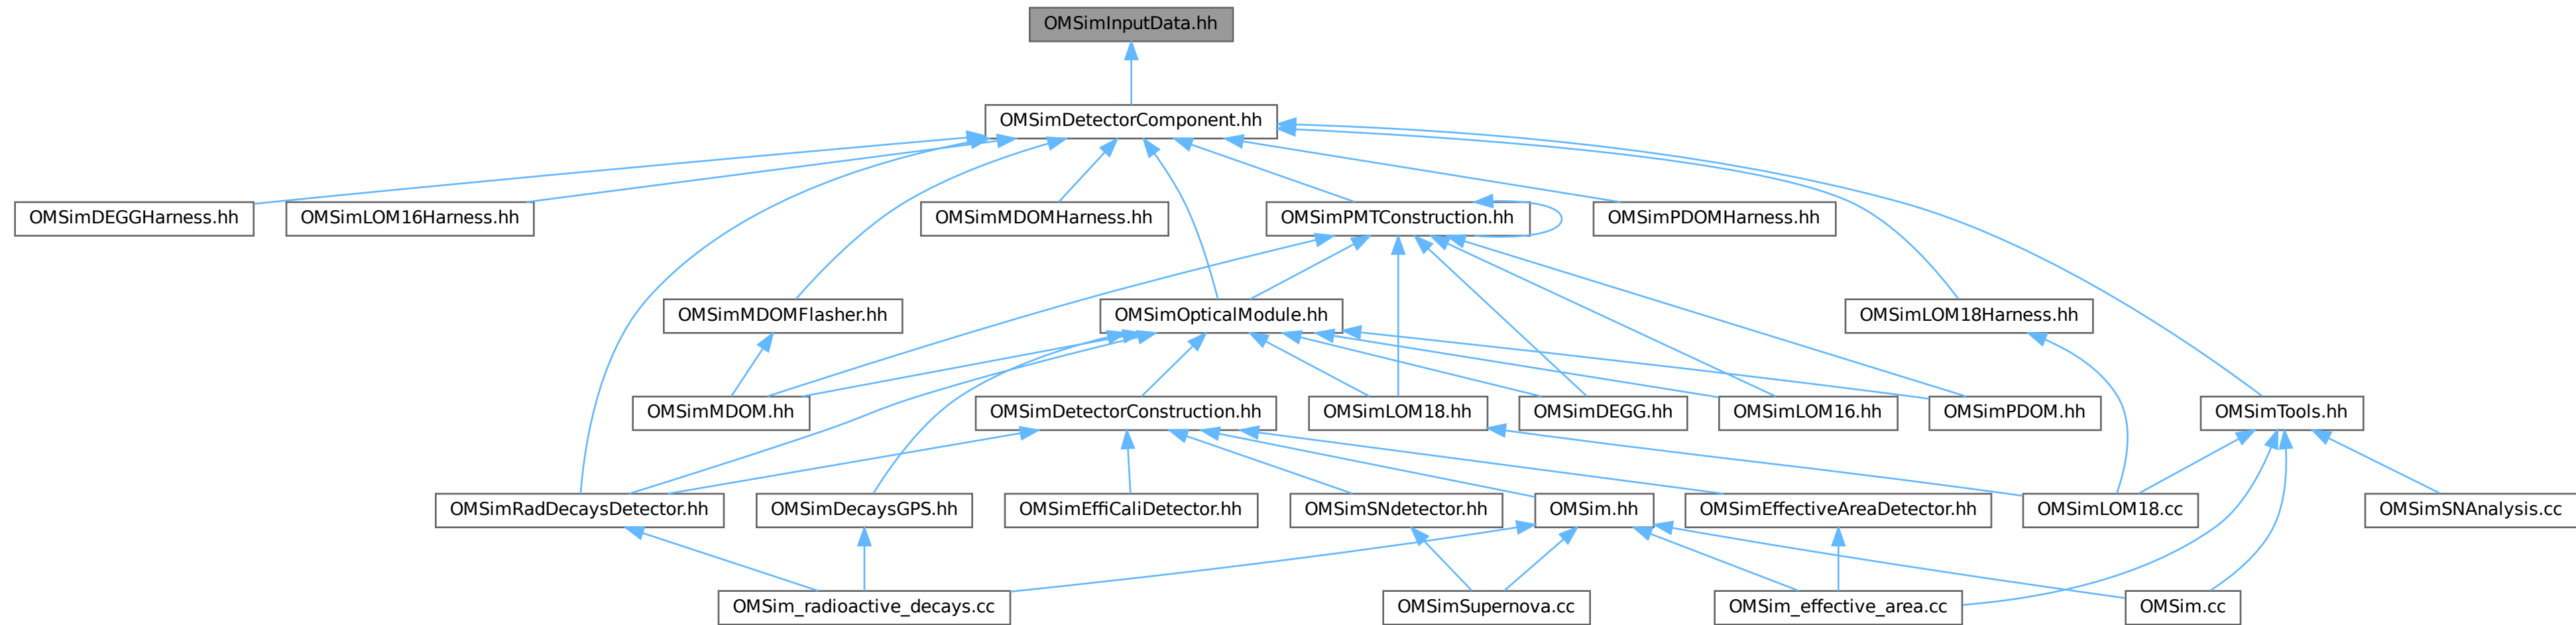 OMSimInputData.hh
OMSimDetectorComponent.hh
OMSimDEGGHarness.hh
OMSimLOM16Harness.hh
OMSimMDOMHarness.hh
OMSimPMTConstruction.hh
OMSimPDOMHarness.hh
OMSimMDOMFlasher.hh
OMSimOpticalModule.hh
OMSimLOM18Harness.hh
OMSimMDOM.hh
OMSimDetectorConstruction.hh
OMSimLOM18.hh
OMSimDEGG.hh
OMSimLOM16.hh
OMSimPDOM.hh
OMSimTools.hh
OMSimRadDecaysDetector.hh
OMSimDecaysGPS.hh
OMSimEffiCaliDetector.hh
OMSimSNdetector.hh
OMSim.hh
OMSimEffectiveAreaDetector.hh
OMSimLOM18.cc
OMSimSNAnalysis.cc
OMSim_radioactive_decays.cc
OMSimSupernova.cc
OMSim_effective_area.cc
OMSim.cc